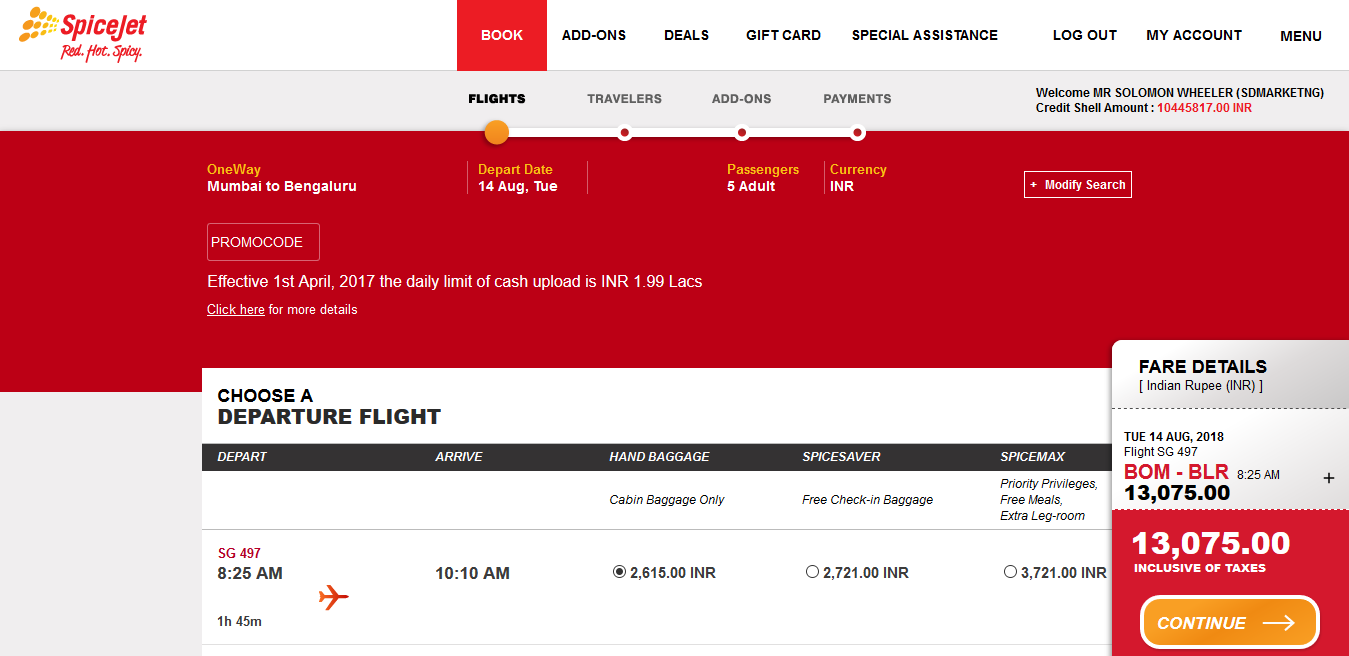 SpiceJet
Red. Hot. Spicy.
BOOK
ADD-ONS
DEALS
GIFT CARD
SPECIAL ASSISTANCE
LOG OUT
MY ACCOUNT
MENU
FLIGHTS
TRAVELERS
ADD-ONS
PAYMENTS
Welcome MR SOLOMON WHEELER (SDMARKETNG)
Credit Shell Amount : 10445817.00 INR
OneWay
Mumbai to Bengaluru
Depart Date
14 Aug, Tue
Passengers
5 Adult
Currency
INR
+ Modify Search
PROMOCODE
Effective 1st April, 2017 the daily limit of cash upload is INR 1.99 Lacs
Click here for more details
CHOOSE A
DEPARTURE FLIGHT
DEPART
ARRIVE
HAND BAGGAGE
SPICESAVER
SPICEMAX
Cabin Baggage Only
Free Check-in Baggage
Priority Privileges,
Free Meals,
Extra Leg-room
SG 497
8:25 AM
10:10 AM
2,615.00 INR
2,721.00 INR
3,721.00 INR
1h 45m
FARE DETAILS
[ Indian Rupee (INR) ]
TUE 14 AUG, 2018
Flight SG 497
BOM - BLR 8:25 AM
+
13,075.00
13,075.00
INCLUSIVE OF TAXES
CONTINUE